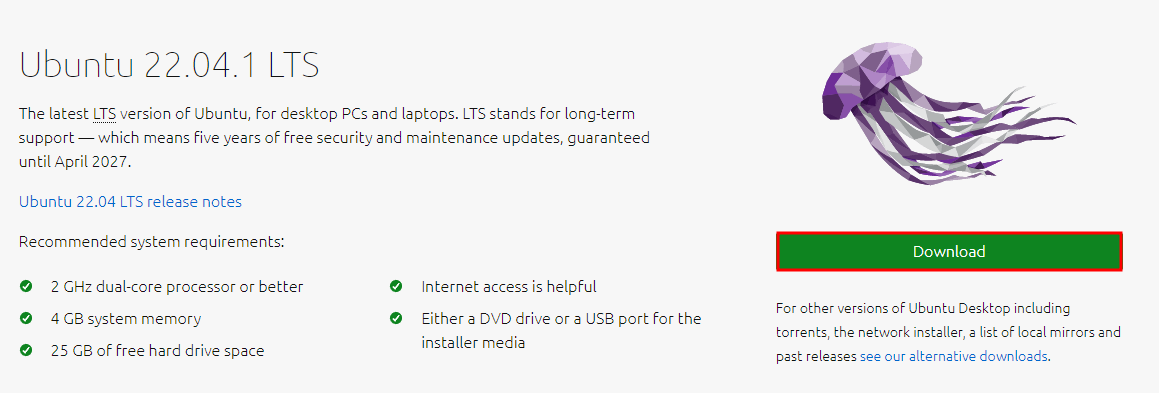 Ubuntu 22.04.1 LTS
The latest LTS version of Ubuntu, for desktop PCs and laptops. LTS stands for long-term
support — which means five years of free security and maintenance updates, guaranteed
until April 2027.
Ubuntu 22.04 LTS release notes
Recommended system requirements:
2 GHz dual-core processor or better
4 GB system memory
25 GB of free hard drive space
Internet access is helpful
Either a DVD drive or a USB port for the
installer media
Download
For other versions of Ubuntu Desktop including
torrents, the network installer, a list of local mirrors and
past releases see our alternative downloads.